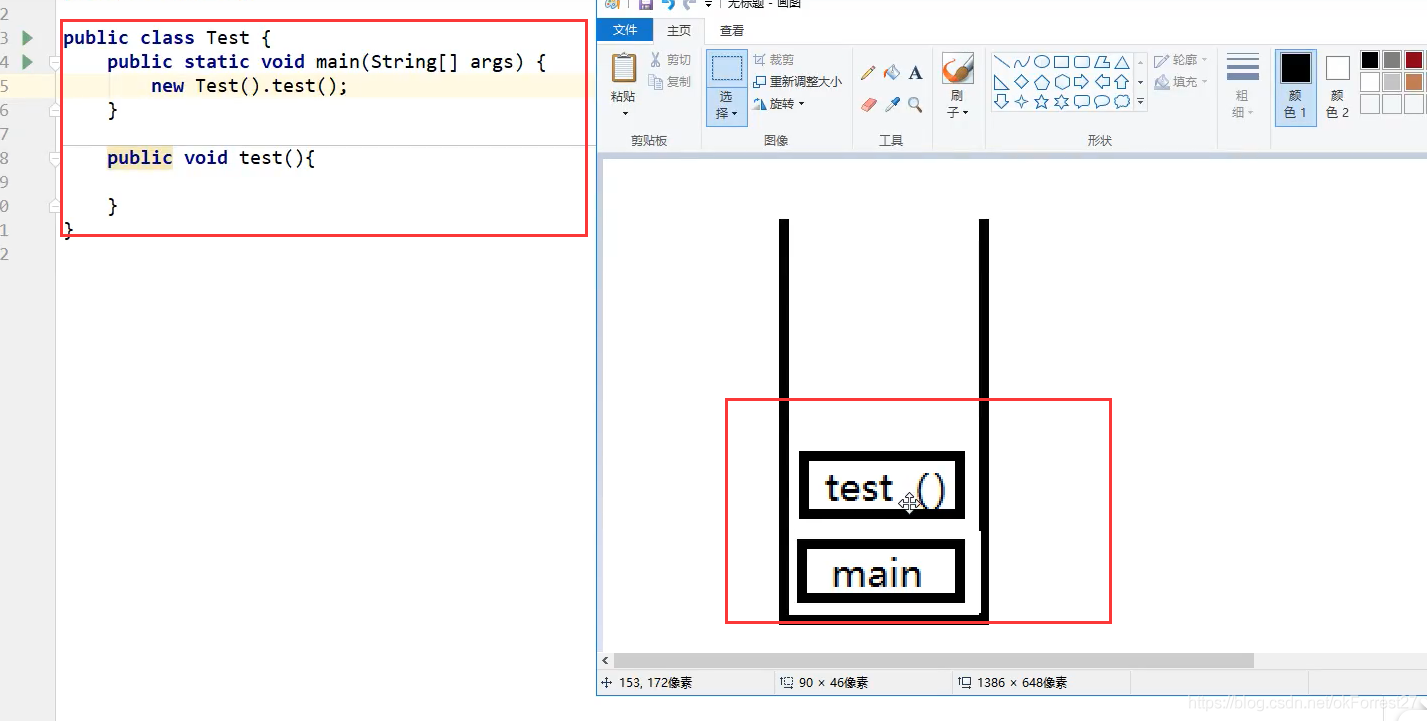 无标题 - 画图
文件 主页 查看
粘贴
剪切
复制
剪贴板
选
择
裁剪
重新调整大小
旋转
图像
A
工具
刷
子
形状
轮廓
填充
粗
细
颜
色 1
颜
色 2
2
3 public class Test {
4 public static void main(String[] args) {
5 new Test().test();
6 }
7
8 public void test(){
9
0 }
1 }
2
test ()
main
153, 172像素
90 × 46像素
1386 × 648像素